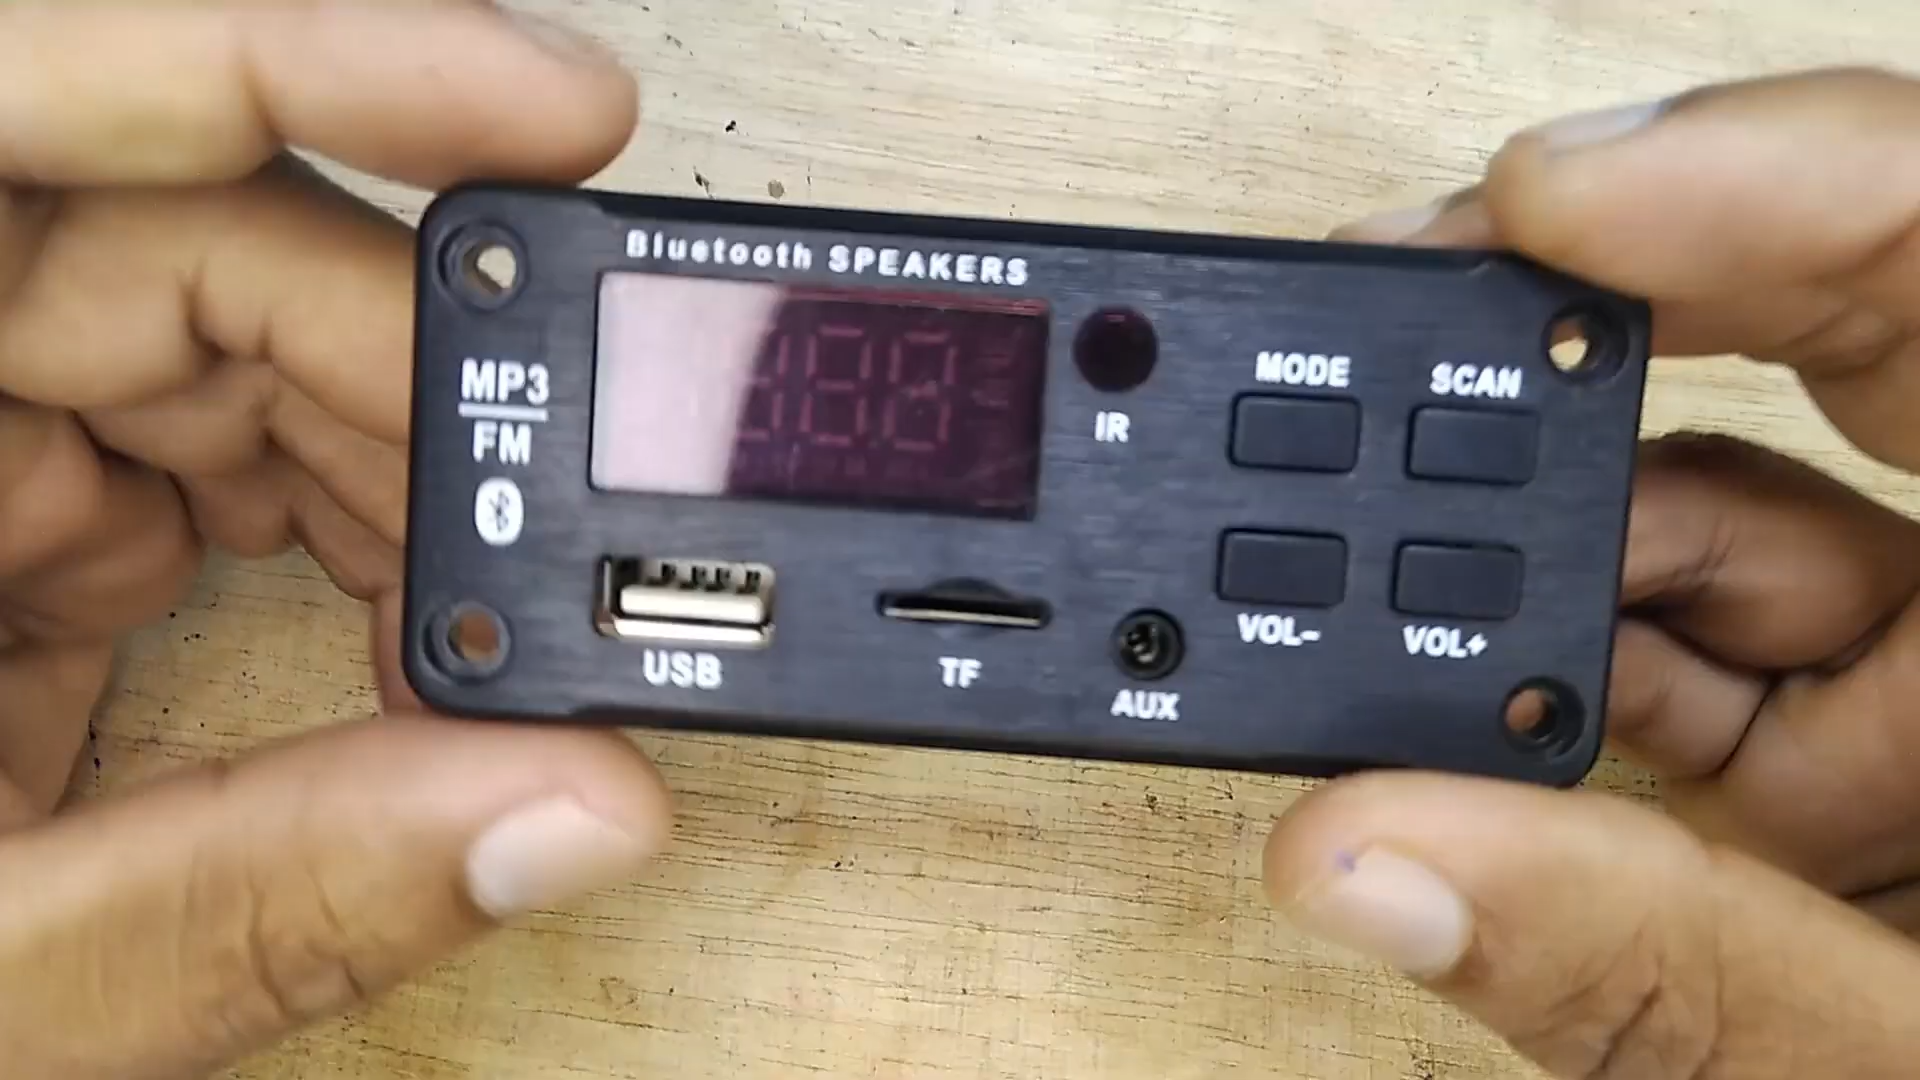 Bluetooth SPEAKERS
MP3
FM
IR
MODE
SCAN
VOL-
VOL+
USB
TF
AUX